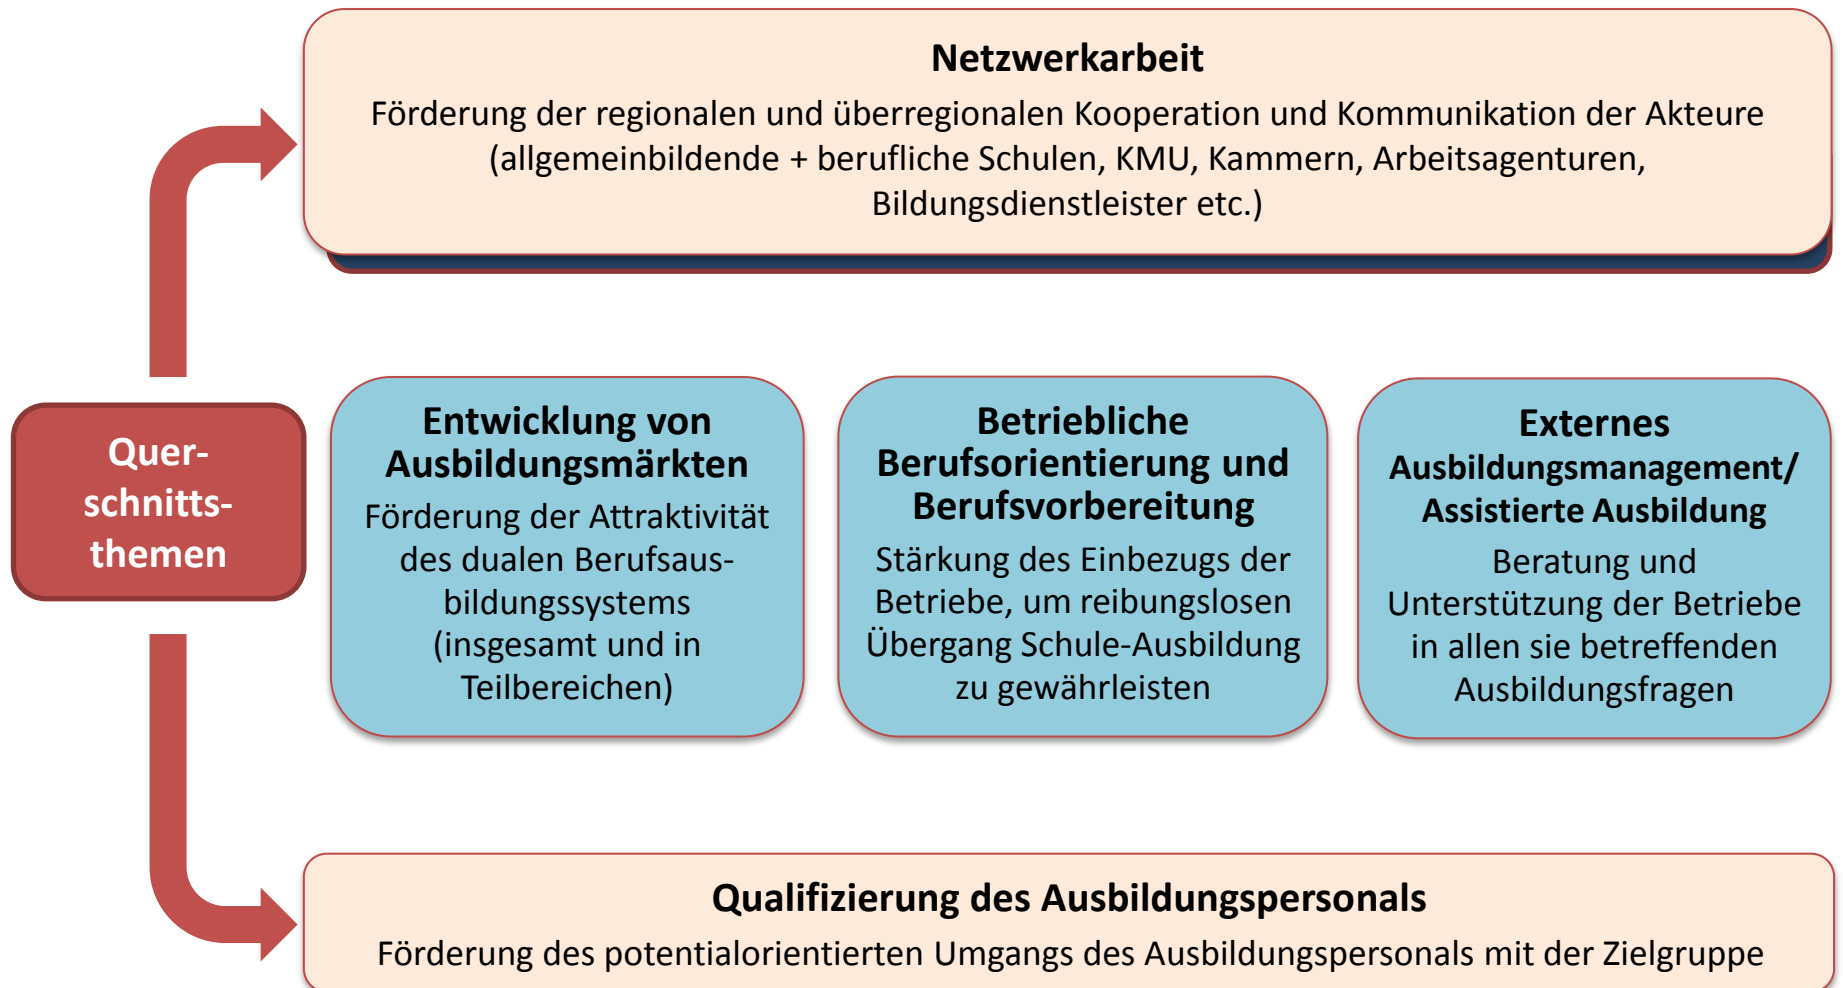 Netzwerkarbeit
Förderung der regionalen und überregionalen Kooperation und Kommunikation der Akteure
(allgemeinbildende + berufliche Schulen, KMU, Kammern, Arbeitsagenturen,
Bildungsdienstleister etc.)
Quer-
schnitts-
themen
Entwicklung von
Ausbildungsmärkten
Förderung der Attraktivität
des dualen Berufsaus-
bildungssystems
(insgesamt und in
Teilbereichen)
Betriebliche
Berufsorientierung und
Berufsvorbereitung
Stärkung des Einbezugs der
Betriebe, um reibungslosen
Übergang Schule-Ausbildung
zu gewährleisten
Externes
Ausbildungsmanagement/
Assistierte Ausbildung
Beratung und
Unterstützung der Betriebe
in allen sie betreffenden
Ausbildungsfragen
Qualifizierung des Ausbildungspersonals
Förderung des potentialorientierten Umgangs des Ausbildungspersonals mit der Zielgruppe